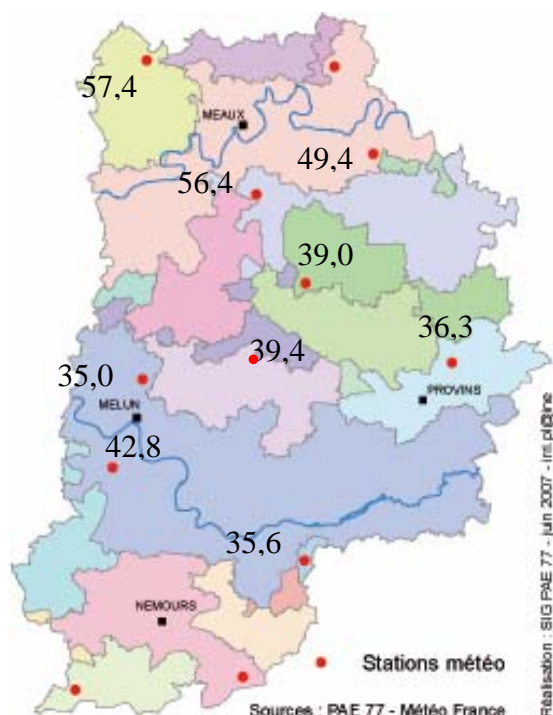 57,4
MEAUX
49,4
56,4
39,0
36,3
39,4
35,0
PROVINS
MELUN
42,8
35,6
NEMOURS
Stations météo
Sources : PAE 77 - Météo France
Réalisation : SIG PAE 77 - juin 2007 -